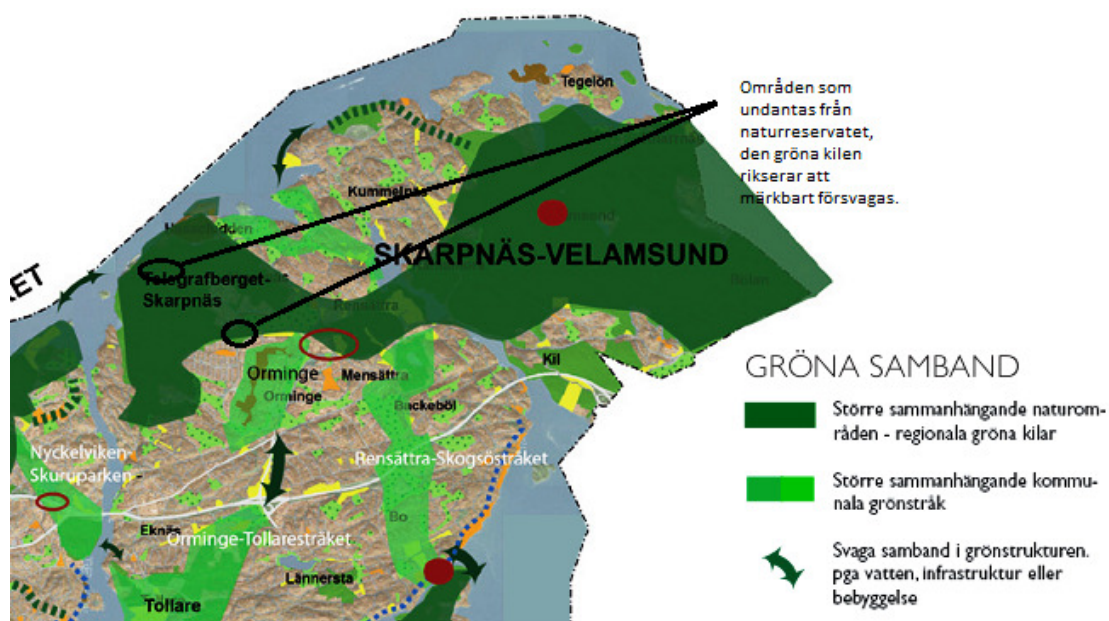 Tegelön
Områden som
undantas från
naturreservatet,
den gröna kilen
rikserar att
märkbart försvagas.
Kummelnäs
SKARPNÄS-VELAMSUND
Telegrafberget-
Skarpnäs
Rensättra
Kil
Orminge
Mensättra
Orminge
Backeböl
Nyckelviken-
Skuruparken
Rensättra-Skogsöstråket
Bo
Eknäs
Orminge-Tollarestråket
Lännersta
Tollare
GRÖNA SAMBAND
Större sammanhängande naturom-
råden - regionala gröna kilar
Större sammanhängande kommu-
nala grönstråk
Svaga samband i grönstrukturen.
pga vatten, infrastruktur eller
bebyggelse